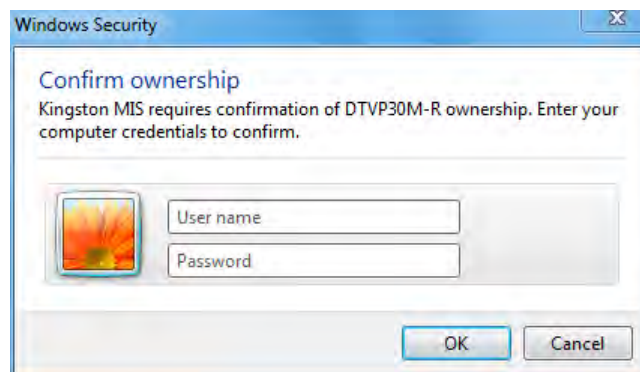 Windows Security
Confirm ownership
Kingston MIS requires confirmation of DTVP30M-R ownership. Enter your
computer credentials to confirm.
User name
Password
OK
Cancel